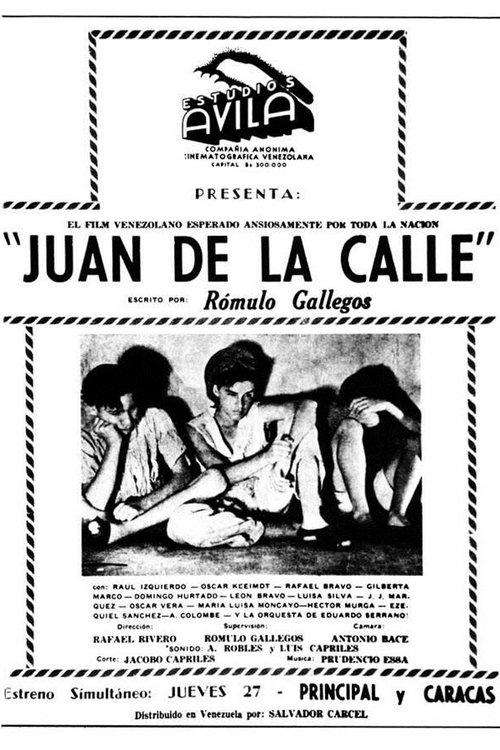 ESTUDIOS
AVILA
COMPAÑIA ANONIMA
CINEMATOGRAFICA VENEZOLANA
CAPITAL Bs 500.000
PRESENTA:
EL FILM VENEZOLANO ESPERADO ANSIOSAMENTE POR TODA LA NACION
"JUAN DE LA CALLE"
ESCRITO POR: Rómulo Gallegos
con: RAUL IZQUIERDO — OSCAR KCEIMDT — RAFAEL BRAVO — GILBERTA
MARCO — DOMINGO HURTADO — LEON BRAVO — LUISA SILVA — J. J. MAR-
QUEZ — OSCAR VERA — MARIA LUISA MONCAYO — HECTOR MURGA — EZE-
QUIEL SANCHEZ — A. COLOMBE — Y LA ORQUESTA DE EDUARDO SERRANO:
Dirección: Supervisión: Cámara:
RAFAEL RIVERO ROMULO GALLEGOS ANTONIO BACE
SONIDO: A. ROBLES y LUIS CAPRILES
Corte: JACOBO CAPRILES Musica: PRUDENCIO ESSA
Estreno Simultáneo: JUEVES 27 - PRINCIPAL y CARACAS
Distribuido en Venezuela por: SALVADOR CARCEL